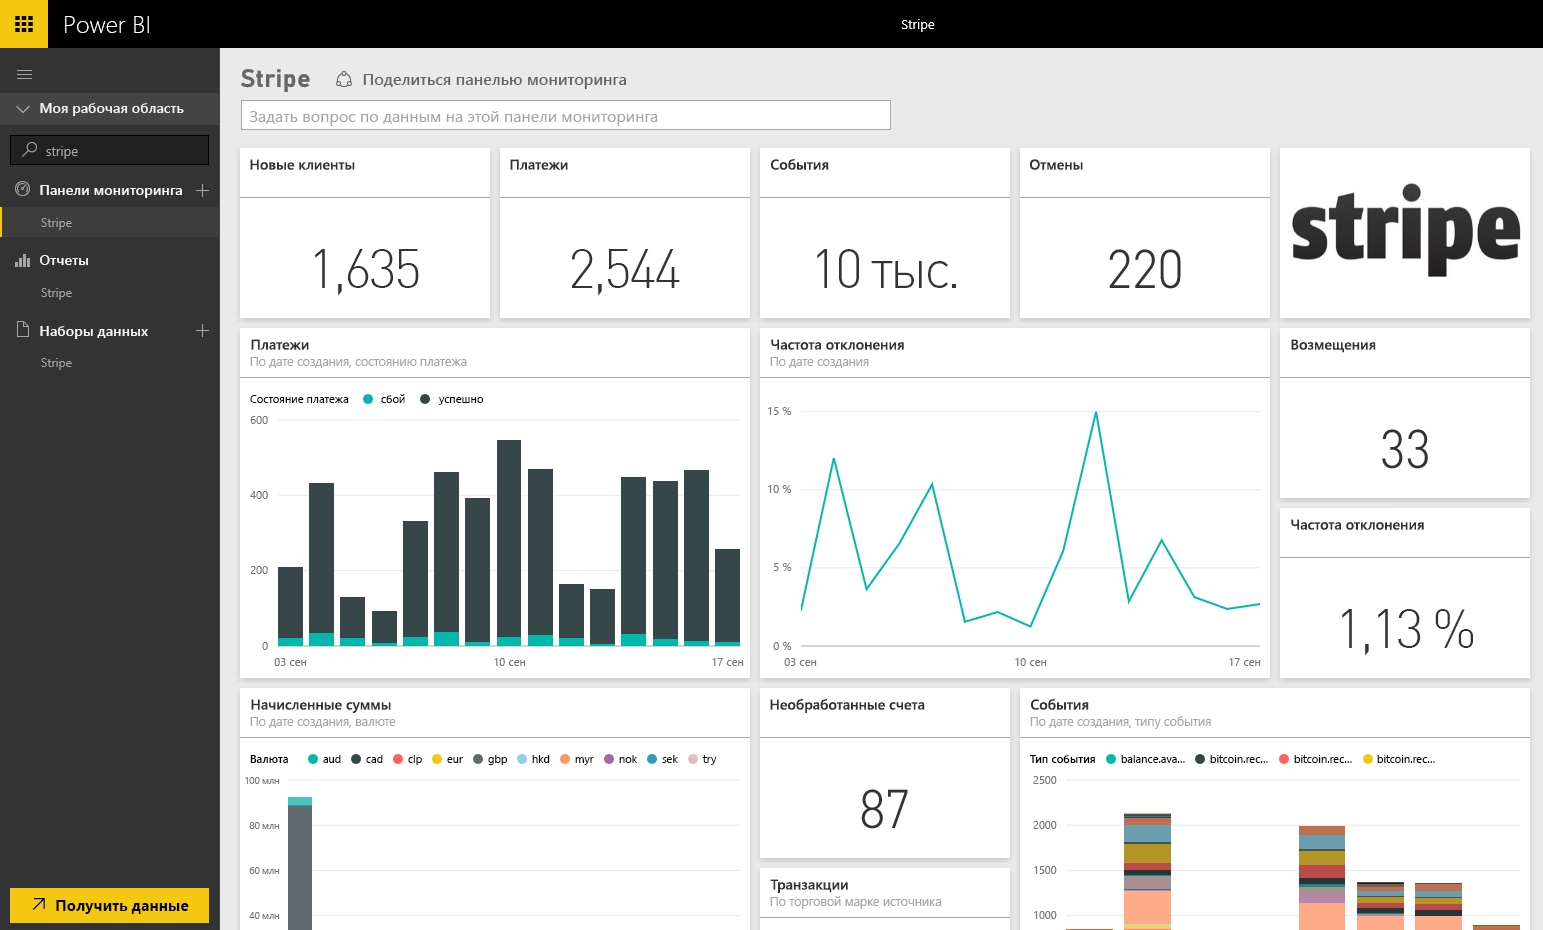 Power BI
Stripe
Моя рабочая область
stripe
Панели мониторинга
Stripe
Отчеты
Stripe
Наборы данных
Stripe
Получить данные
Stripe
Поделиться панелью мониторинга
Задать вопрос по данным на этой панели мониторинга
Новые клиенты
1,635
Платежи
2,544
События
10 тыс.
Отмены
220
stripe
Платежи
По дате создания, состоянию платежа
Состояние платежа сбой успешно
600
400
200
0
03 сен 10 сен 17 сен
Частота отклонения
По дате создания
15 %
10 %
5 %
0 %
03 сен 10 сен 17 сен
Возмещения
33
Частота отклонения
1,13 %
Начисленные суммы
По дате создания, валюте
Валюта aud cad clp eur gbp hkd myr nok sek try
100 млн
80 млн
60 млн
40 млн
Необработанные счета
87
Транзакции
По торговой марке источника
События
По дате создания, типу события
Тип события balance.ava... bitcoin.rec... bitcoin.rec... bitcoin.rec...
2500
2000
1500
1000